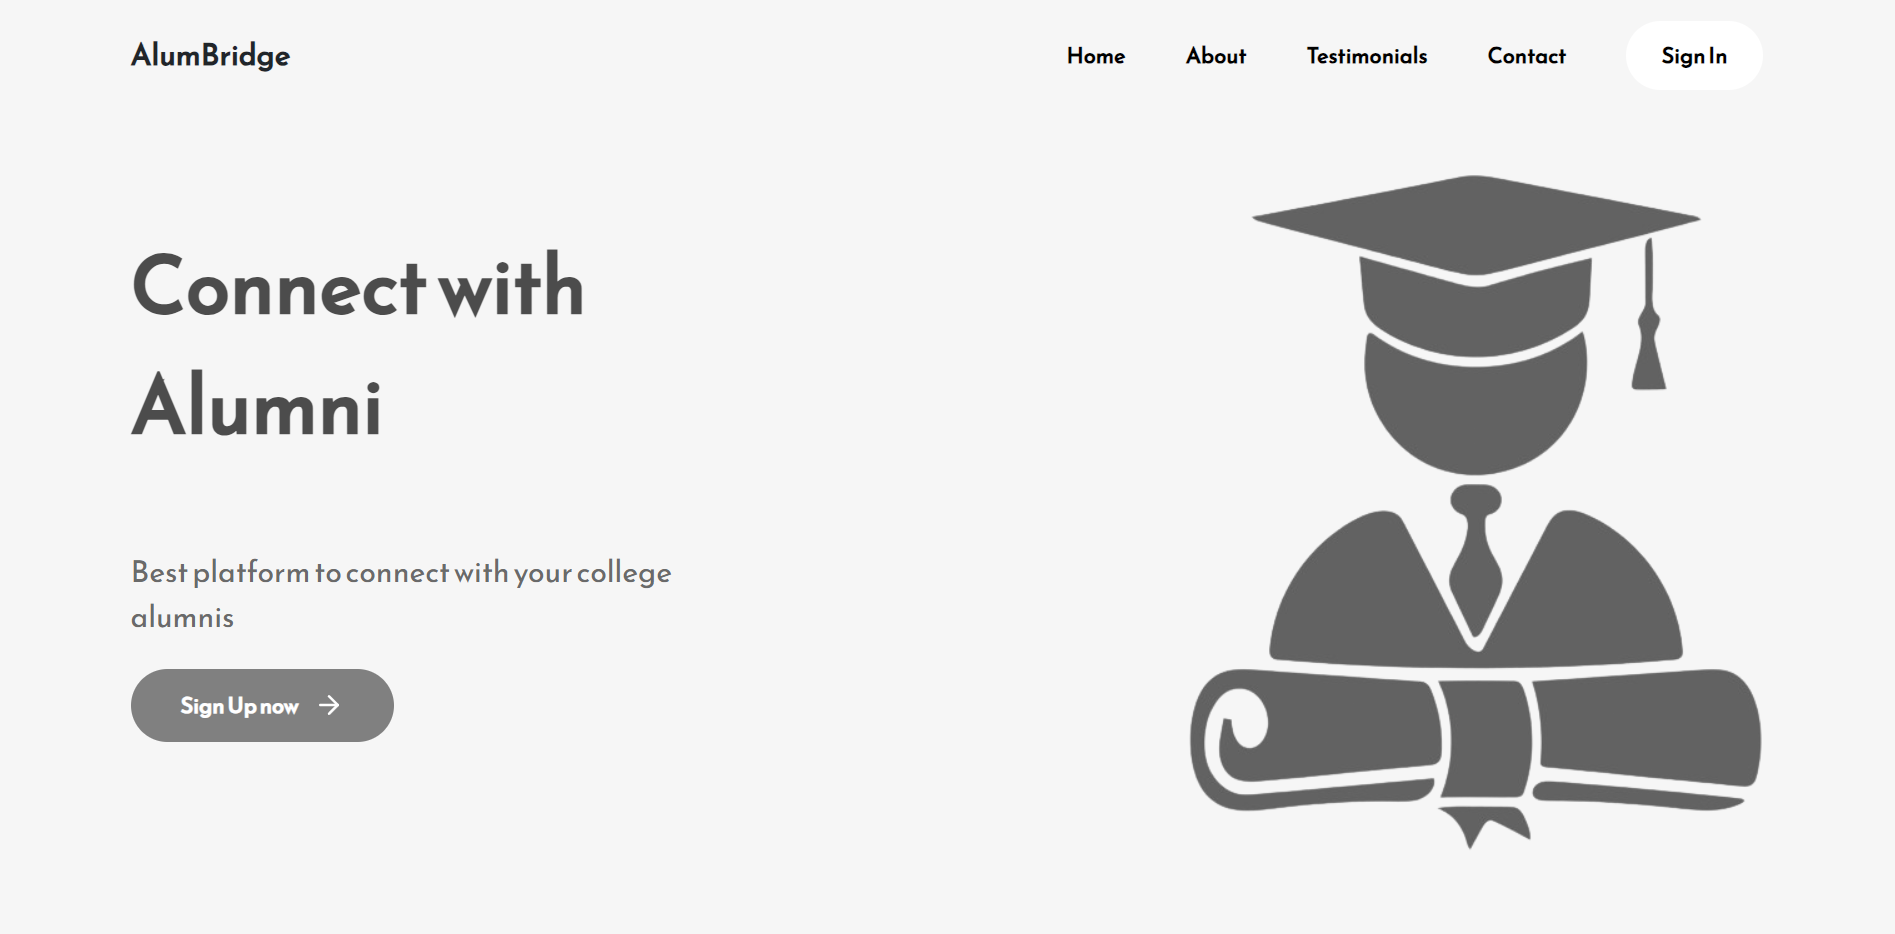 AlumBridge
Home About Testimonials Contact Sign In
Connect with
Alumni
Best platform to connect with your college
alumnis
Sign Up now →